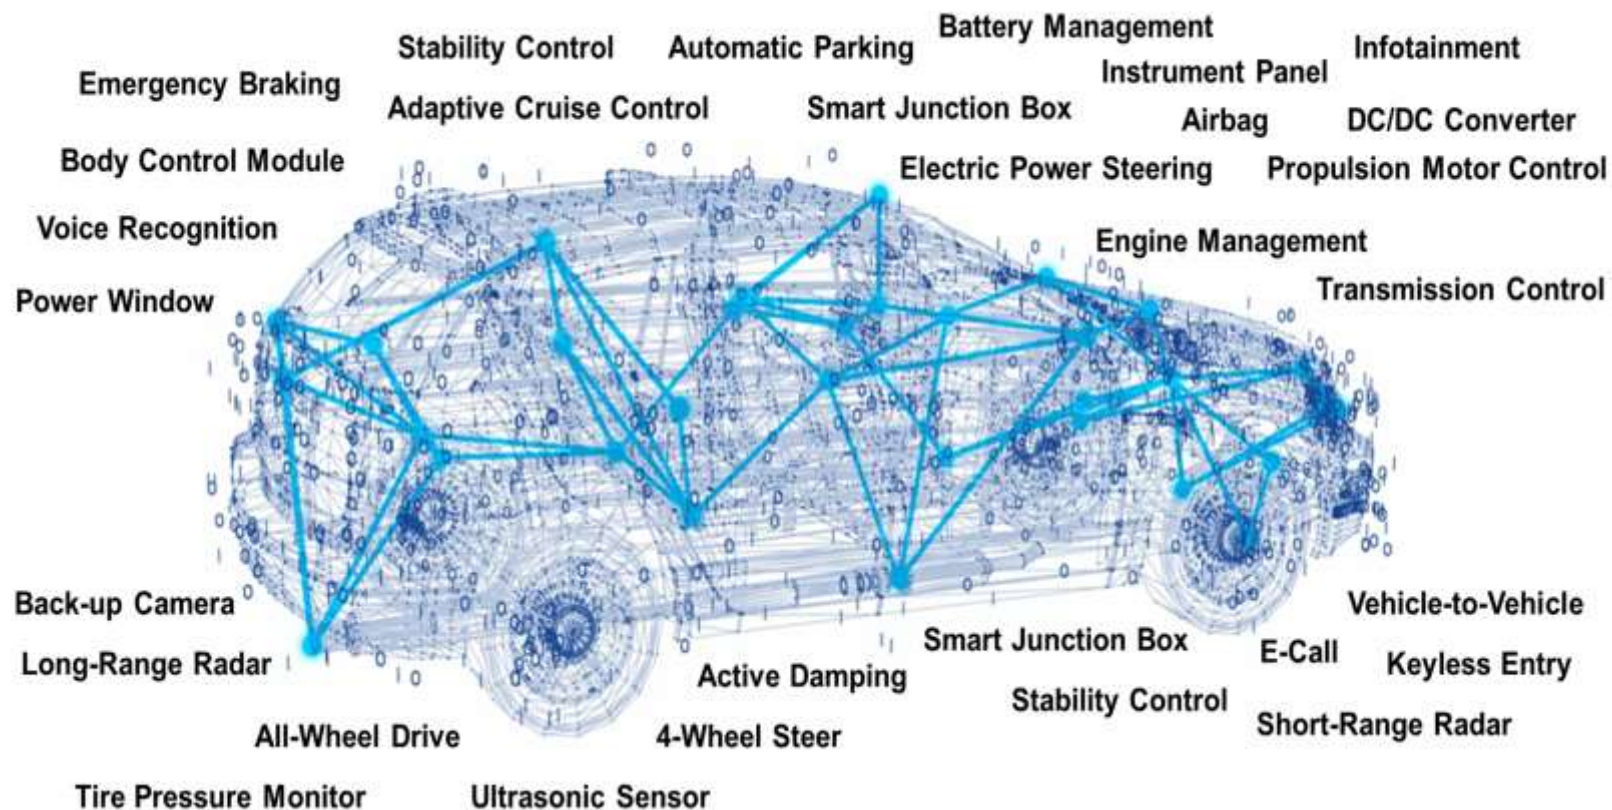 Battery Management
Stability Control
Automatic Parking
Infotainment
Instrument Panel
Emergency Braking
Adaptive Cruise Control
Smart Junction Box
Airbag
DC/DC Converter
Body Control Module
Electric Power Steering
Propulsion Motor Control
Voice Recognition
Engine Management
Power Window
Transmission Control
Back-up Camera
Vehicle-to-Vehicle
Smart Junction Box
E-Call
Long-Range Radar
Keyless Entry
Active Damping
Stability Control
Short-Range Radar
All-Wheel Drive
4-Wheel Steer
Tire Pressure Monitor
Ultrasonic Sensor